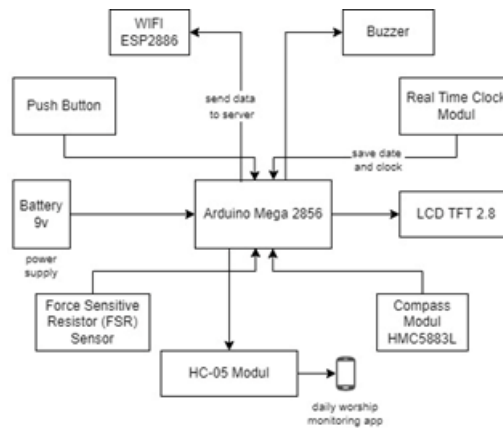 WIFI
ESP2886
Buzzer
Push Button
send data
to server
Real Time Clock
Modul
save date
and clock
Battery
9v
power
supply
Arduino Mega 2856
LCD TFT 2.8
Force Sensitive
Resistor (FSR)
Sensor
Compass
Modul
HMC5883L
HC-05 Modul
daily worship
monitoring app